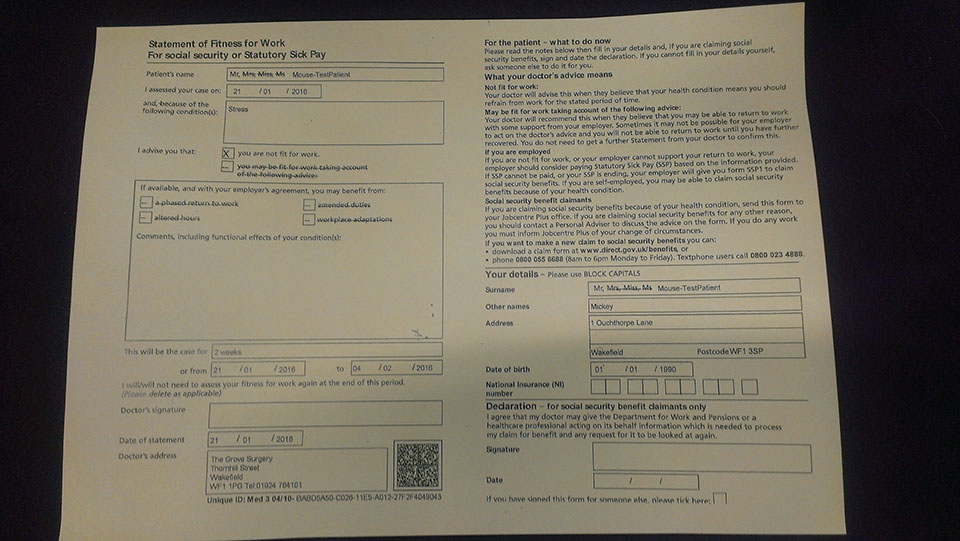 Statement of Fitness for Work
For social security or Statutory Sick Pay
Patient's name
Mr, Mrs, Miss, Ms Mouse-TestPatient
I assessed your case on:
21 / 01 / 2016
and, because of the
following condition(s):
Stress
I advise you that:
X you are not fit for work.
you may be fit for work taking account
of the following advice:
If available, and with your employer's agreement, you may benefit from:
a phased return to work
amended duties
altered hours
workplace adaptations
Comments, including functional effects of your condition(s):
This will be the case for
2 weeks
or from 21 / 01 / 2016 to 04 / 02 / 2016
I will/will not need to assess your fitness for work again at the end of this period.
(Please delete as applicable)
Doctor's signature
Date of statement
21 / 01 / 2016
Doctor's address
The Grove Surgery
Thornhill Street
Wakefield
WF1 1PG Tel:01924 784101
Unique ID: Med 3 04/10-
For the patient – what to do now
Please read the notes below then fill in your details and, if you are claiming social
security benefits, sign and date the declaration. If you cannot fill in your details yourself,
ask someone else to do it for you.
What your doctor's advice means
Not fit for work:
Your doctor will advise this when they believe that your health condition means you should
refrain from work for the stated period of time.
May be fit for work taking account of the following advice:
Your doctor will recommend this when they believe that you may be able to return to work
with some support from your employer. Sometimes it may not be possible for your employer
to act on the doctor's advice and you will not be able to return to work until you have further
recovered. You do not need to get a further Statement from your doctor to confirm this.
If you are employed
If you are not fit for work, or your employer cannot support your return to work, your
employer should consider paying Statutory Sick Pay (SSP) based on the information provided.
If SSP cannot be paid, or your SSP is ending, your employer will give you form SSP1 to claim
social security benefits. If you are self-employed, you may be able to claim social security
benefits because of your health condition.
Social security benefit claimants
If you are claiming social security benefits because of your health condition, send this form to
your Jobcentre Plus office. If you are claiming social security benefits for any other reason,
you should contact a Personal Adviser to discuss the advice on the form. If you do any work
you must inform Jobcentre Plus of your change of circumstances.
If you want to make a new claim to social security benefits you can:
• download a claim form at www.direct.gov.uk/benefits, or
• phone 0800 055 6688 (8am to 6pm Monday to Friday). Textphone users call 0800 023 4888.
Your details – Please use BLOCK CAPITALS
Surname
Mr, Mrs, Miss, Ms Mouse-TestPatient
Other names
Mickey
Address
1 Ouchthorpe Lane
Wakefield Postcode WF1 3SP
Date of birth
01 / 01 / 1990
National Insurance (NI)
number
Declaration – for social security benefit claimants only
I agree that my doctor may give the Department for Work and Pensions or a
healthcare professional acting on its behalf information which is needed to process
my claim for benefit and any request for it to be looked at again.
Signature
Date
/ /
If you have signed this form for someone else, please tick here: